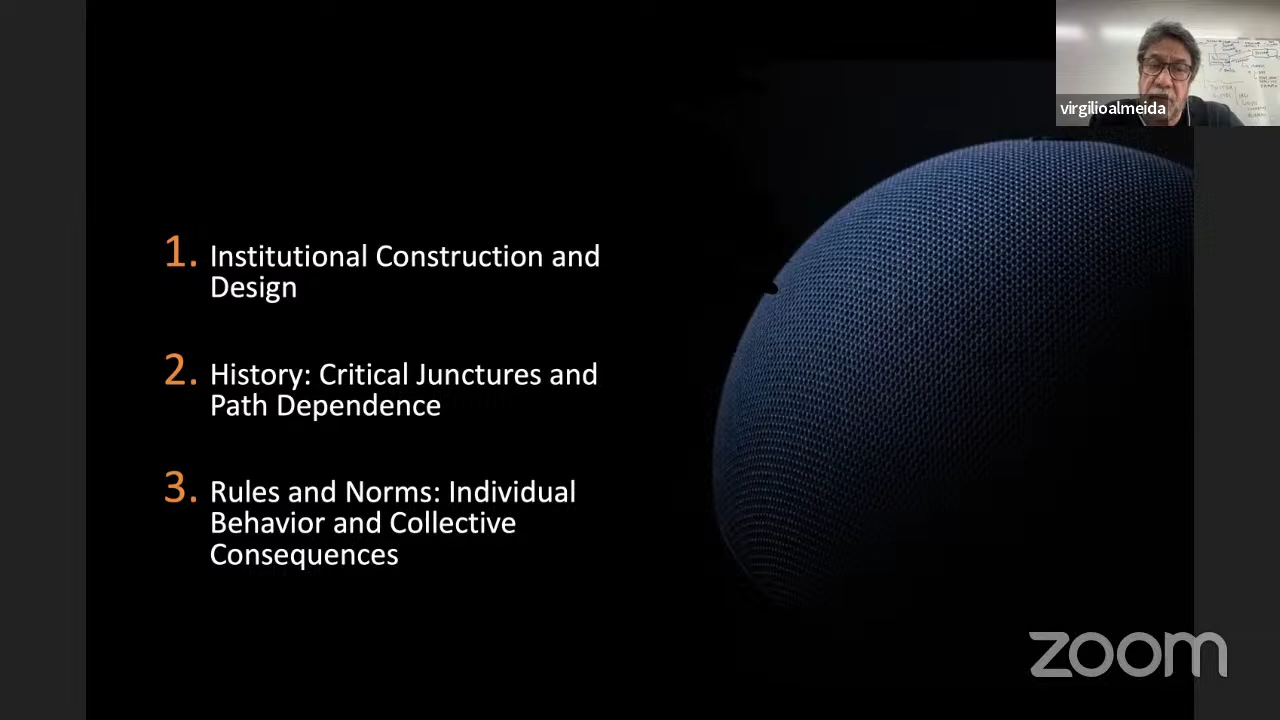 virgilioalmeida
1. Institutional Construction and
Design
2. History: Critical Junctures and
Path Dependence
3. Rules and Norms: Individual
Behavior and Collective
Consequences
zoom